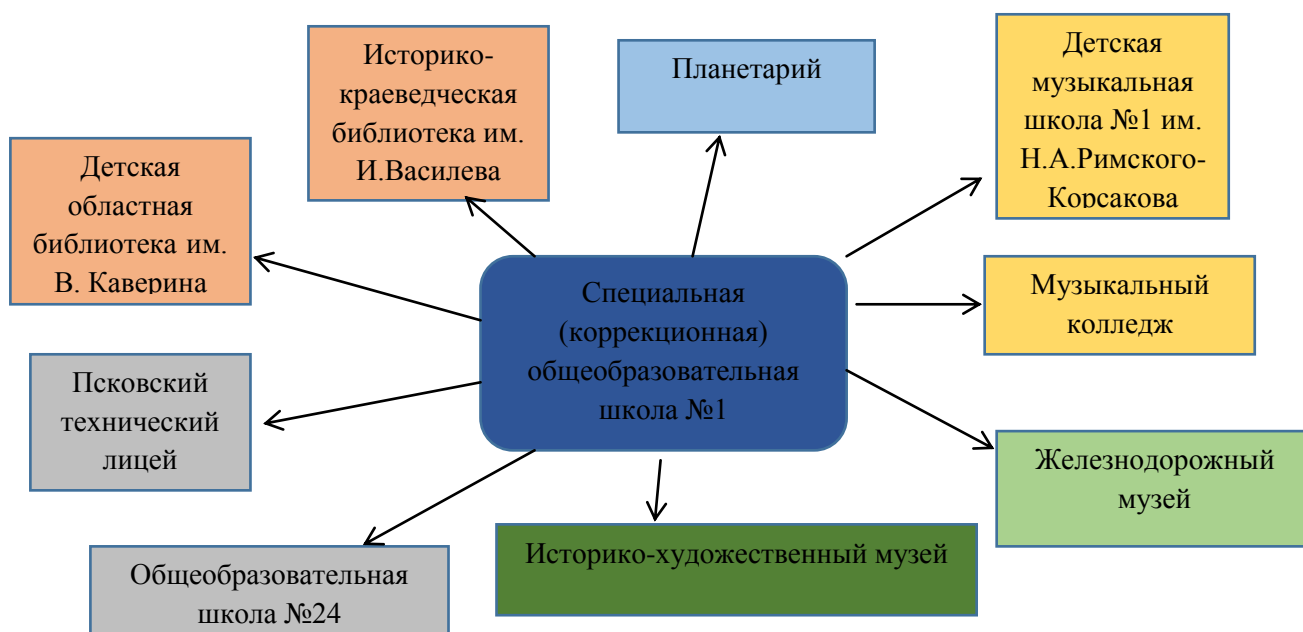 Историко-
краеведческая
библиотека им.
И.Василева
Планетарий
Детская
музыкальная
школа №1 им.
Н.А.Римского-
Корсакова
Детская
областная
библиотека им.
В. Каверина
Специальная
(коррекционная)
общеобразовательная
школа №1
Музыкальный
колледж
Псковский
технический
лицей
Железнодорожный
музей
Историко-художественный музей
Общеобразовательная
школа №24